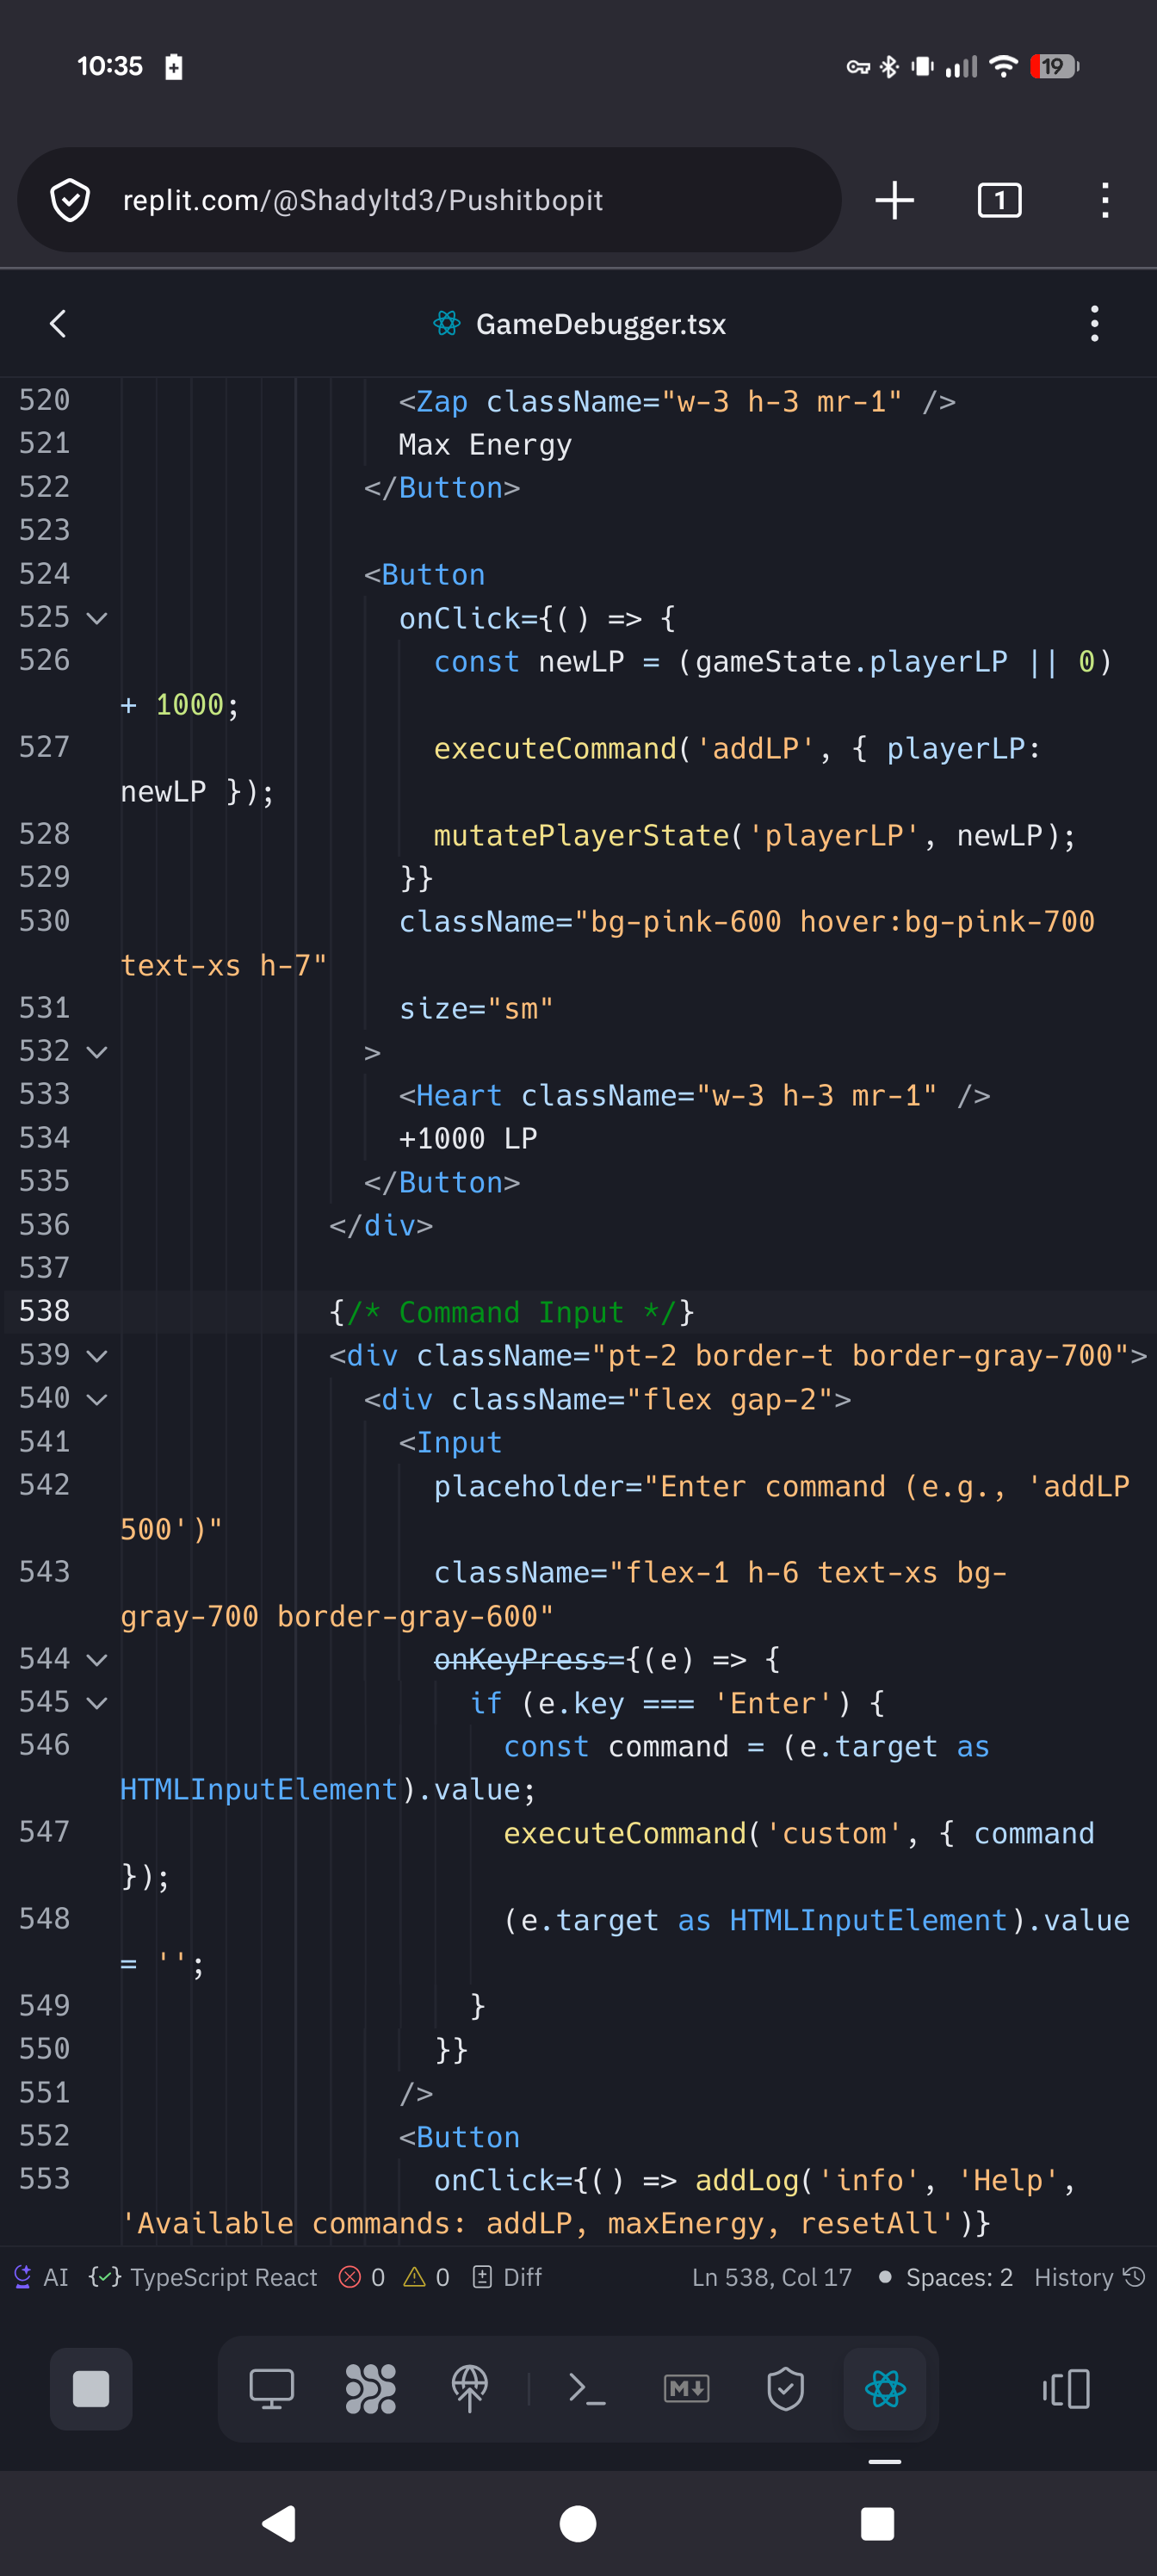 10:35
19
replit.com/@Shadyltd3/Pushitbopit
1
GameDebugger.tsx
520 <Zap className="w-3 h-3 mr-1" />
521 Max Energy
522 </Button>
523
524 <Button
525 onClick={() => {
526 const newLP = (gameState.playerLP || 0)
+ 1000;
527 executeCommand('addLP', { playerLP:
newLP });
528 mutatePlayerState('playerLP', newLP);
529 }}
530 className="bg-pink-600 hover:bg-pink-700
text-xs h-7"
531 size="sm"
532 >
533 <Heart className="w-3 h-3 mr-1" />
534 +1000 LP
535 </Button>
536 </div>
537
538 {/* Command Input */}
539 <div className="pt-2 border-t border-gray-700">
540 <div className="flex gap-2">
541 <Input
542 placeholder="Enter command (e.g., 'addLP
500')"
543 className="flex-1 h-6 text-xs bg-
gray-700 border-gray-600"
544 onKeyPress={(e) => {
545 if (e.key === 'Enter') {
546 const command = (e.target as
HTMLInputElement).value;
547 executeCommand('custom', { command
});
548 (e.target as HTMLInputElement).value
= '';
549 }
550 }}
551 />
552 <Button
553 onClick={() => addLog('info', 'Help',
'Available commands: addLP, maxEnergy, resetAll')}
AI TypeScript React 0 0 Diff Ln 538, Col 17 Spaces: 2 History
M